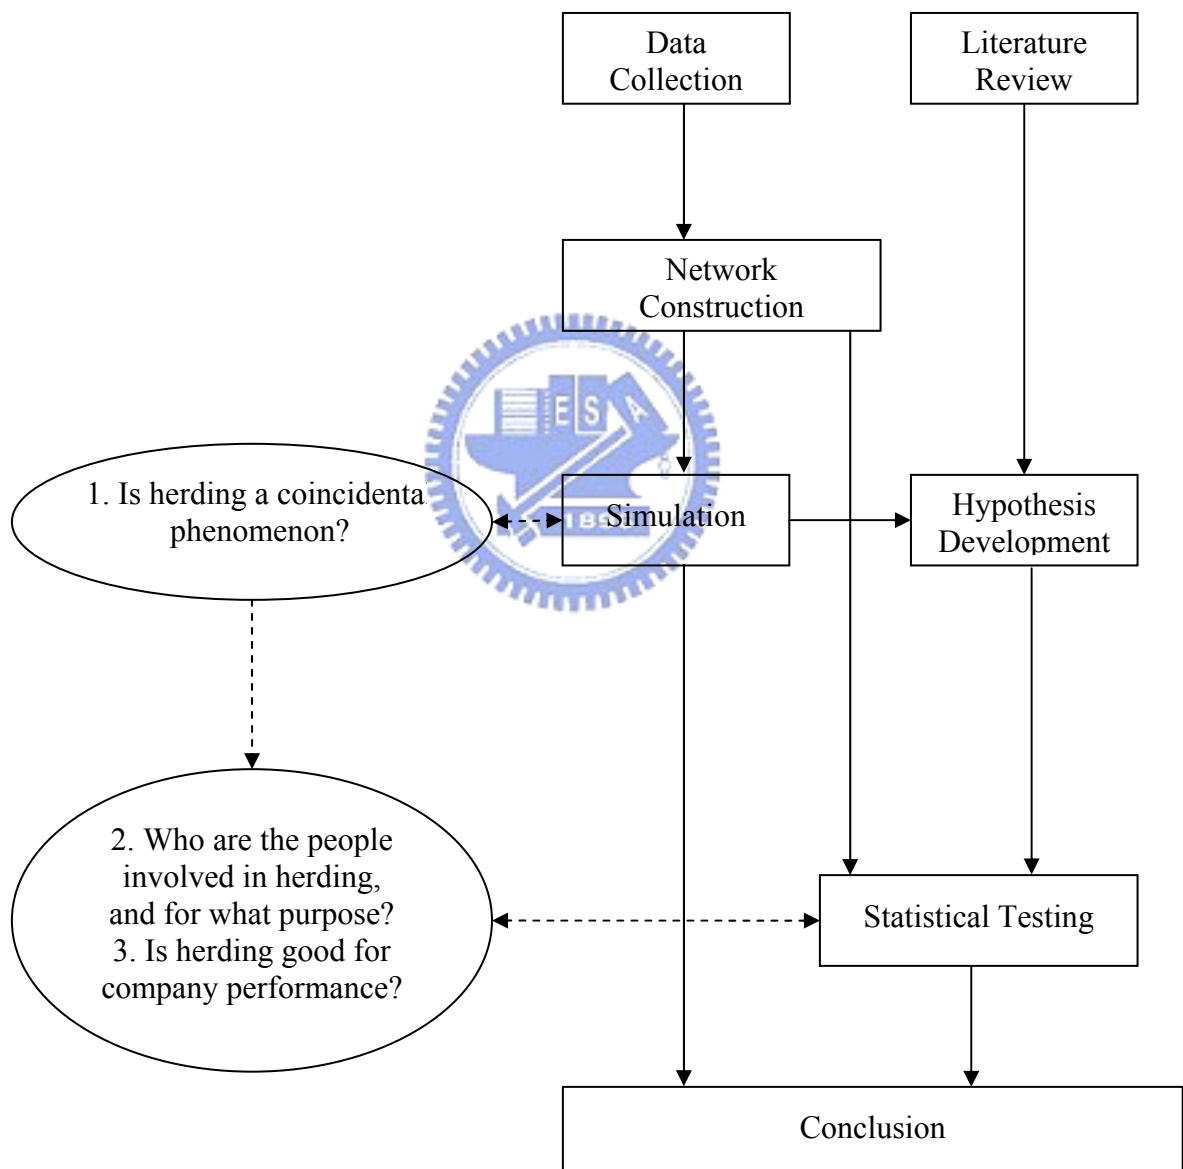 Data
Collection
Literature
Review
Network
Construction
E S A
1. Is herding a coincidenta
phenomenon?
Simulation
189
Hypothesis
Development
2. Who are the people
involved in herding,
and for what purpose?
3. Is herding good for
company performance?
Statistical Testing
Conclusion